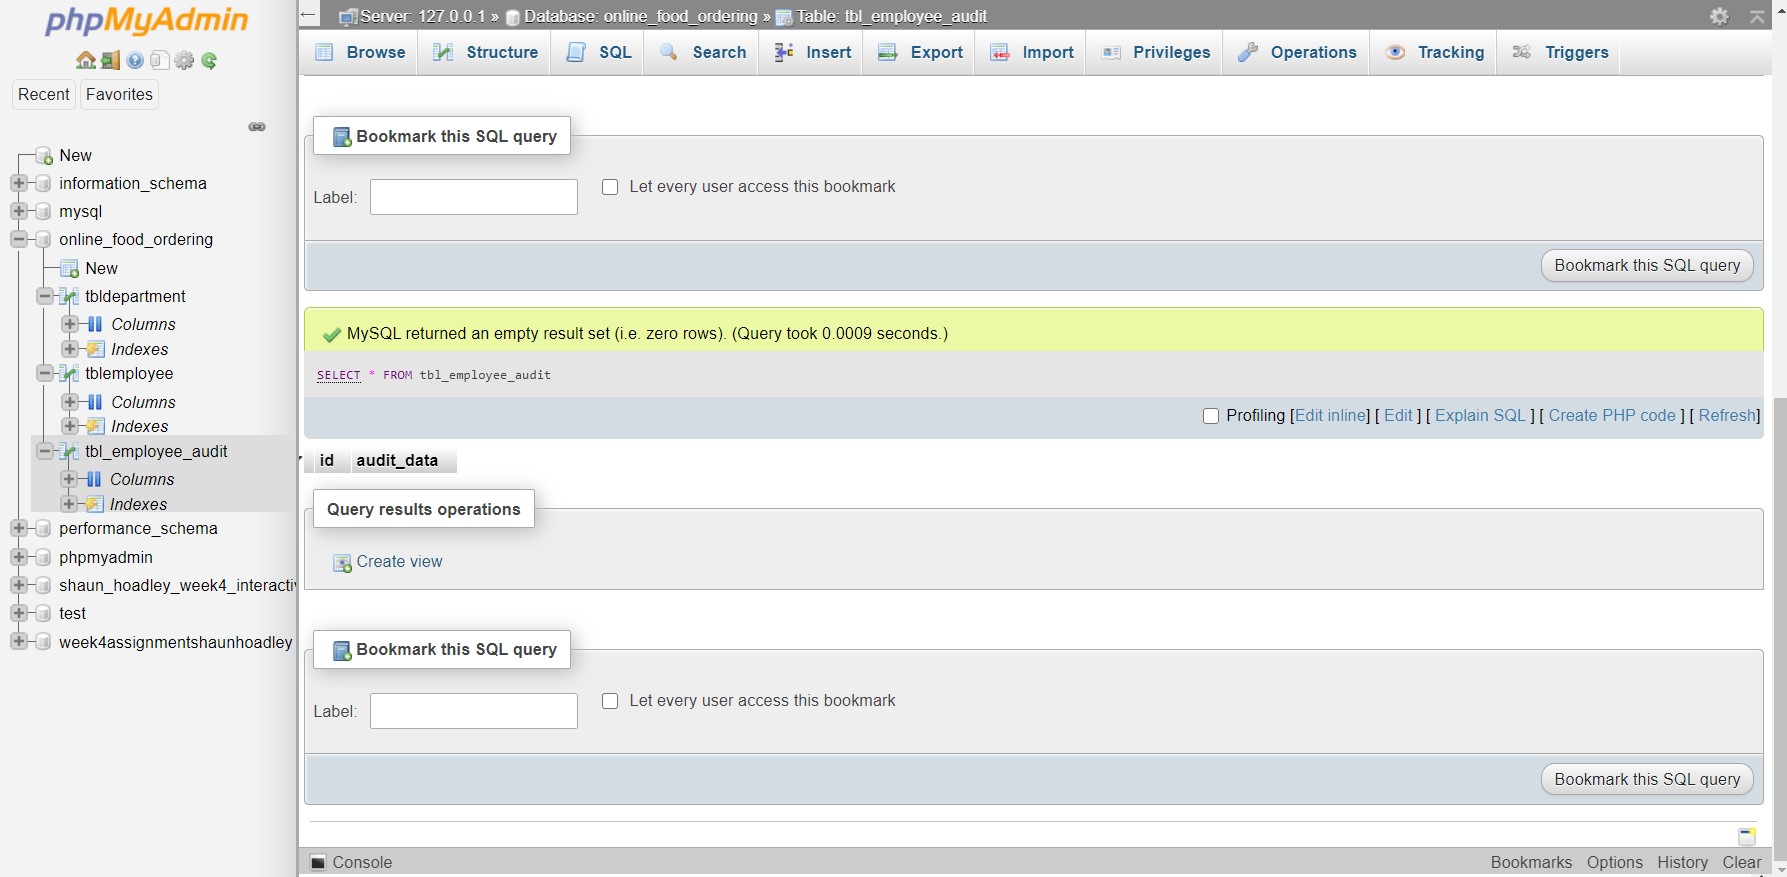 phpMyAdmin
Recent
Favorites
New
information_schema
mysql
online_food_ordering
New
tbldepartment
Columns
Indexes
tblemployee
Columns
Indexes
tbl_employee_audit
Columns
Indexes
performance_schema
phpmyadmin
shaun_hoadley_week4_interacti
test
week4assignmentshaunhoadley
Server: 127.0.0.1 » Database: online_food_ordering » Table: tbl_employee_audit
Browse Structure SQL Search Insert Export Import Privileges Operations Tracking Triggers
Bookmark this SQL query
Label: Let every user access this bookmark
Bookmark this SQL query
MySQL returned an empty result set (i.e. zero rows). (Query took 0.0009 seconds.)
SELECT * FROM tbl_employee_audit
Profiling [Edit inline] [ Edit ] [ Explain SQL ] [ Create PHP code ] [ Refresh]
id audit_data
Query results operations
Create view
Bookmark this SQL query
Label: Let every user access this bookmark
Bookmark this SQL query
Console Bookmarks Options History Clear